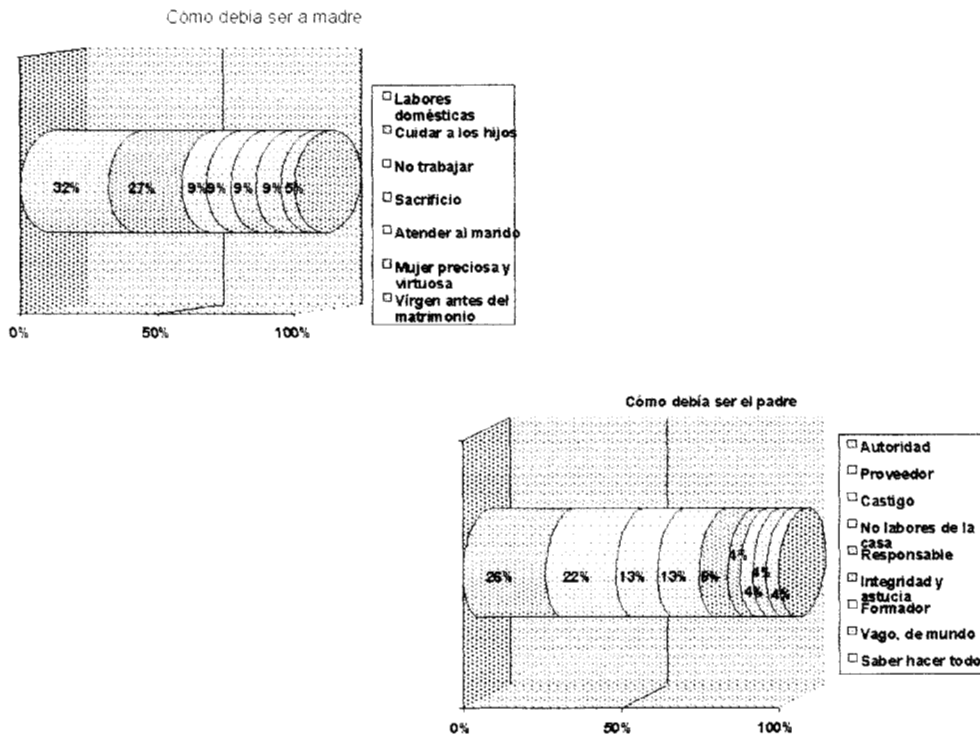 Cómo debía ser a madre
32% 27% 9% 9% 9% 9% 5%
0% 50% 100%
Labores
domésticas
Cuidar a los hijos
No trabajar
Sacrificio
Atender al marido
Mujer preciosa y
virtuosa
Vírgen antes del
matrimonio
Cómo debía ser el padre
26% 22% 13% 13% 4% 4% 4% 4%
0% 50% 100%
Autoridad
Proveedor
Castigo
No labores de la
casa
Responsable
Integridad y
astucia
Formador
Vago, de mundo
Saber hacer todo